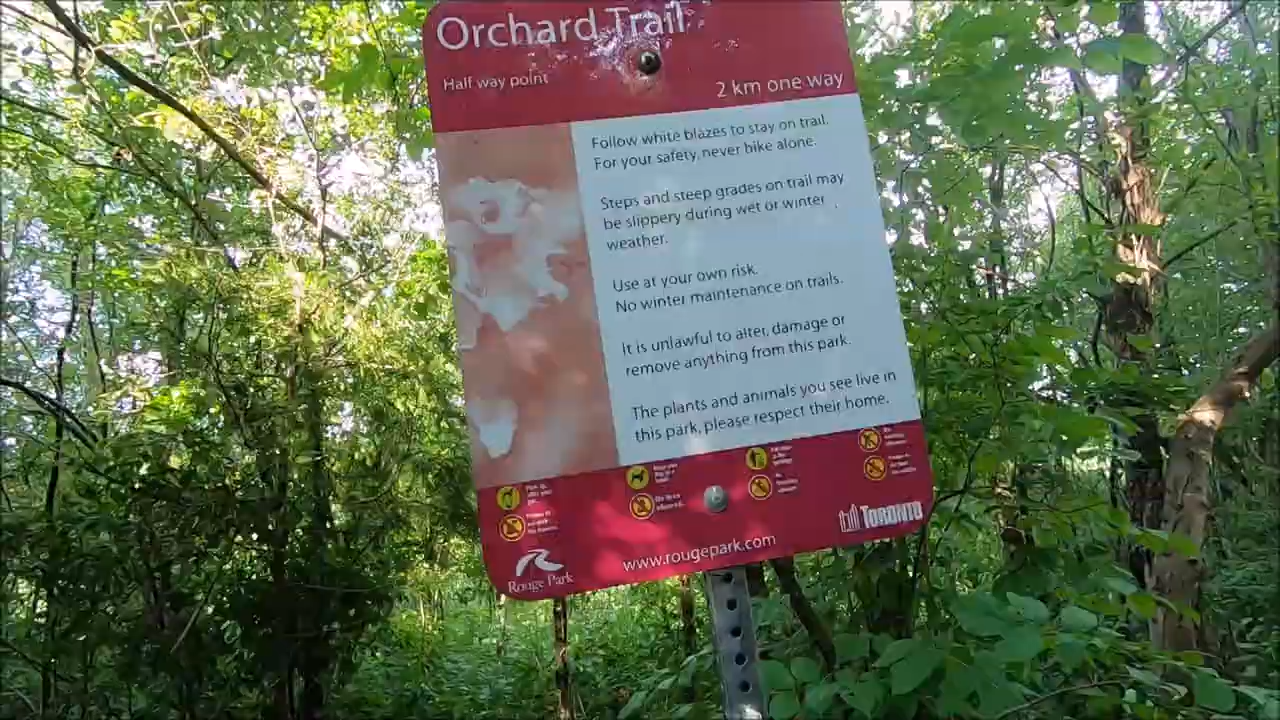 Orchard Trail
Half way point
2 km one way
Follow white blazes to stay on trail.
For your safety, never hike alone.
Steps and steep grades on trail may
be slippery during wet or winter
weather.
Use at your own risk.
No winter maintenance on trails.
It is unlawful to alter, damage or
remove anything from this park.
The plants and animals you see live in
this park, please respect their home.
Rouge Park
www.rougepark.com
TORONTO